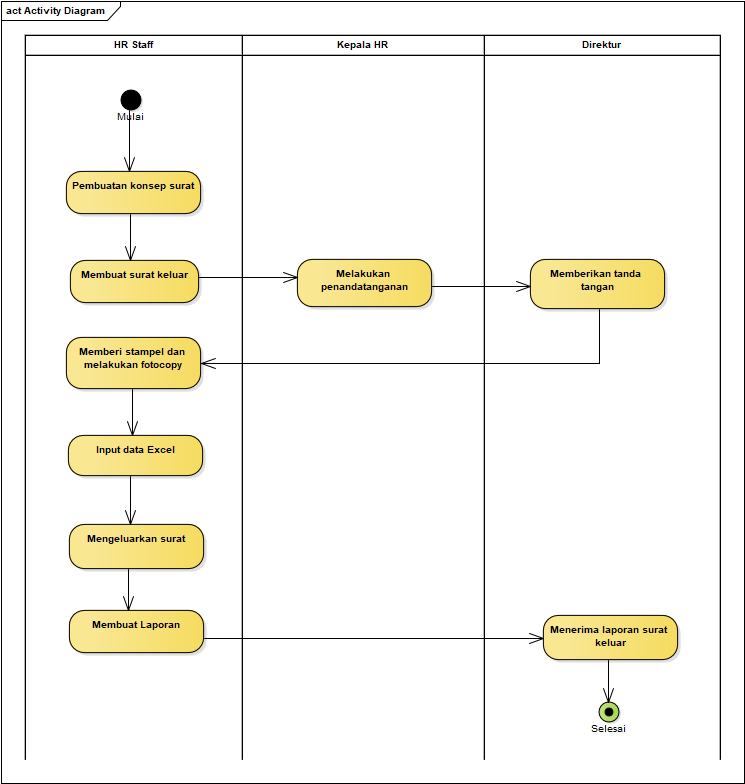 act Activity Diagram
HR Staff
Kepala HR
Direktur
Mulai
Pembuatan konsep surat
Membuat surat keluar
Melakukan
penandatanganan
Memberikan tanda
tangan
Memberi stampel dan
melakukan fotocopy
Input data Excel
Mengeluarkan surat
Membuat Laporan
Menerima laporan surat
keluar
Selesai